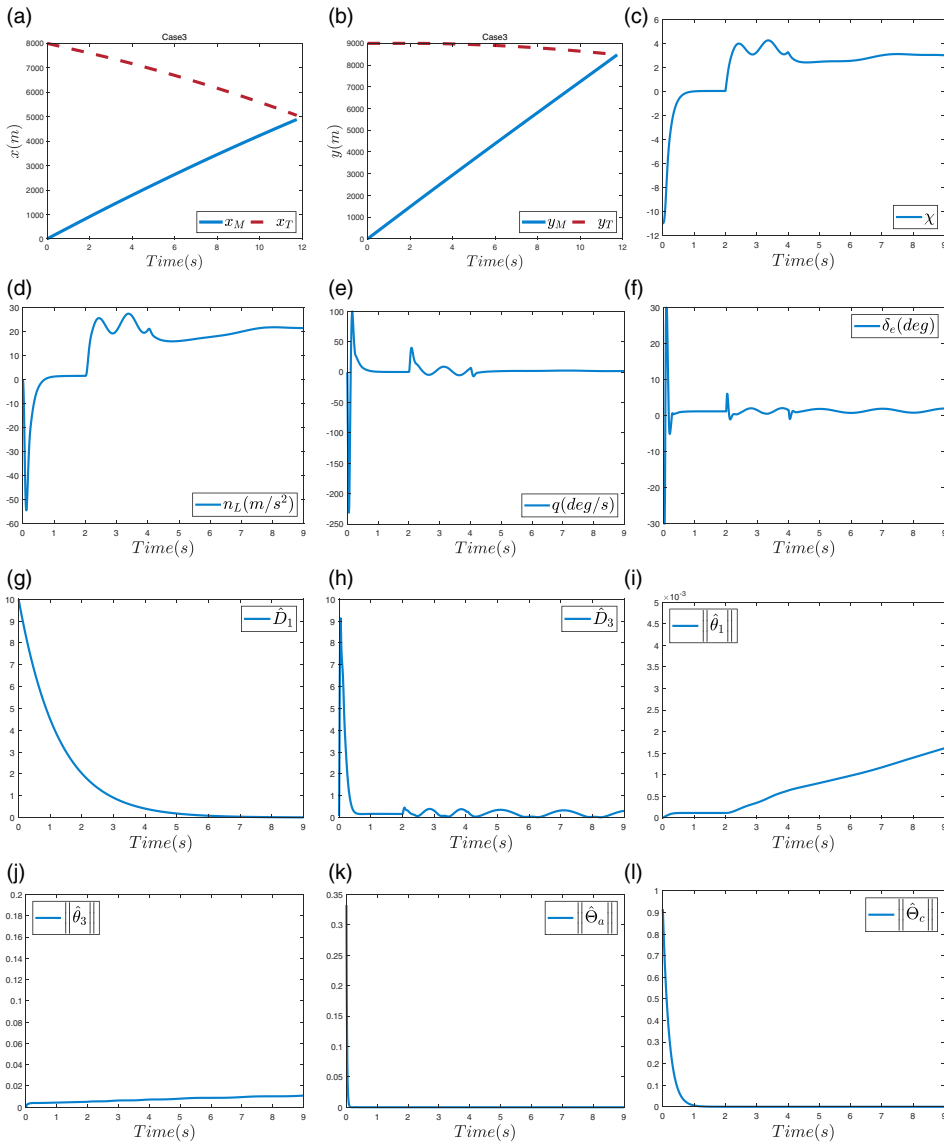 (a)
Case3
8000
7000
6000
5000
4000
3000
2000
1000
0
x(m)
0 2 4 6 8 10 12
Time(s)
x_M x_T
(b)
Case3
9000
8000
7000
6000
5000
4000
3000
2000
1000
0
y(m)
0 2 4 6 8 10 12
Time(s)
y_M y_T
(c)
6
4
2
0
-2
-4
-6
-8
-10
-12
0 1 2 3 4 5 6 7 8 9
Time(s)
χ
(d)
30
20
10
0
-10
-20
-30
-40
-50
-60
0 1 2 3 4 5 6 7 8 9
Time(s)
n_L(m/s²)
(e)
100
50
0
-50
-100
-150
-200
-250
0 1 2 3 4 5 6 7 8 9
Time(s)
q(deg/s)
(f)
30
20
10
0
-10
-20
-30
0 1 2 3 4 5 6 7 8 9
Time(s)
δ_e(deg)
(g)
10
9
8
7
6
5
4
3
2
1
0
0 1 2 3 4 5 6 7 8 9
Time(s)
D̂_1
(h)
10
9
8
7
6
5
4
3
2
1
0
0 1 2 3 4 5 6 7 8 9
Time(s)
D̂_3
(i)
×10⁻³
5
4.5
4
3.5
3
2.5
2
1.5
1
0.5
0
0 1 2 3 4 5 6 7 8 9
Time(s)
||θ̂_1||
(j)
0.2
0.18
0.16
0.14
0.12
0.1
0.08
0.06
0.04
0.02
0
0 1 2 3 4 5 6 7 8 9
Time(s)
||θ̂_3||
(k)
0.35
0.3
0.25
0.2
0.15
0.1
0.05
0
0 1 2 3 4 5 6 7 8 9
Time(s)
||Θ̂_a||
(l)
1
0.9
0.8
0.7
0.6
0.5
0.4
0.3
0.2
0.1
0
0 1 2 3 4 5 6 7 8 9
Time(s)
||Θ̂_c||